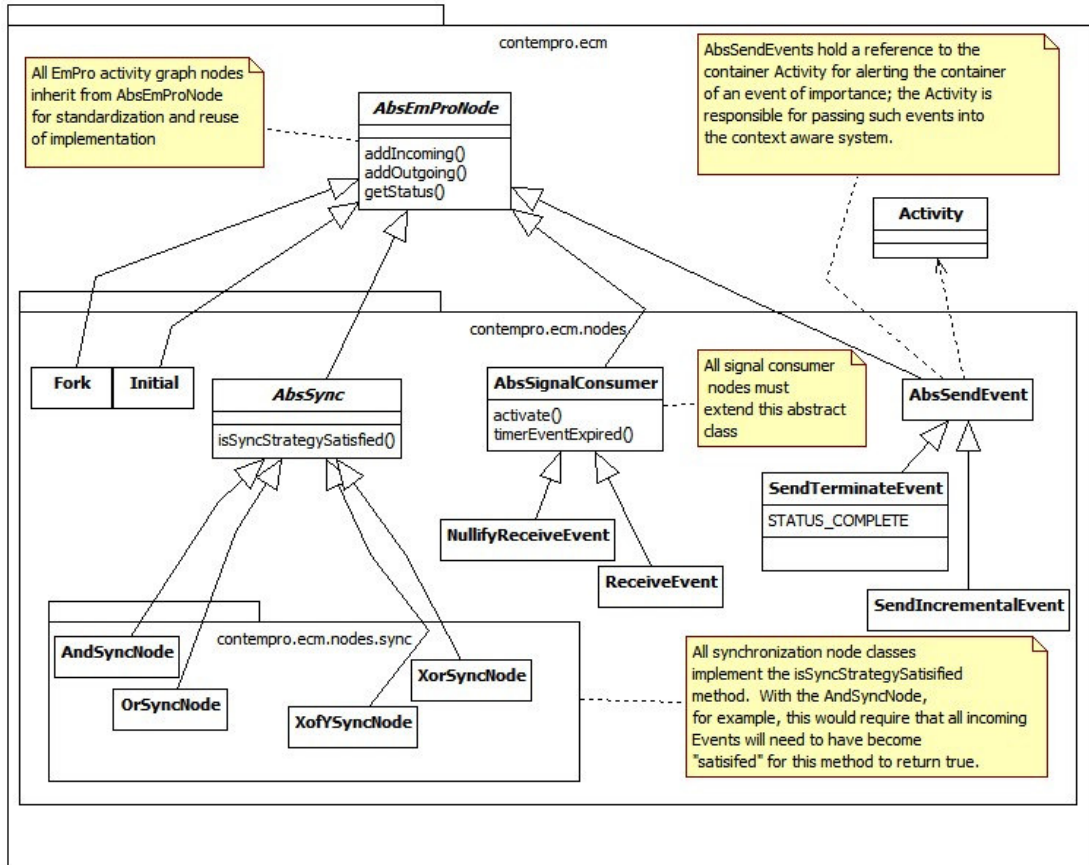 contempro.ecm
All EmPro activity graph nodes
inherit from AbsEmProNode
for standardization and reuse
of implementation
AbsEmProNode
addIncoming()
addOutgoing()
getStatus()
AbsSendEvents hold a reference to the
container Activity for alerting the container
of an event of importance; the Activity is
responsible for passing such events into
the context aware system.
Activity
contempro.ecm.nodes
Fork
Initial
AbsSync
isSyncStrategySatisfied()
AbsSignalConsumer
activate()
timerEventExpired()
All signal consumer
nodes must
extend this abstract
class
AbsSendEvent
SendTerminateEvent
STATUS_COMPLETE
NullifyReceiveEvent
ReceiveEvent
SendIncrementalEvent
contempro.ecm.nodes.sync
AndSyncNode
OrSyncNode
XofYSyncNode
XorSyncNode
All synchronization node classes
implement the isSyncStrategySatisified
method. With the AndSyncNode,
for example, this would require that all incoming
Events will need to have become
"satisifed" for this method to return true.